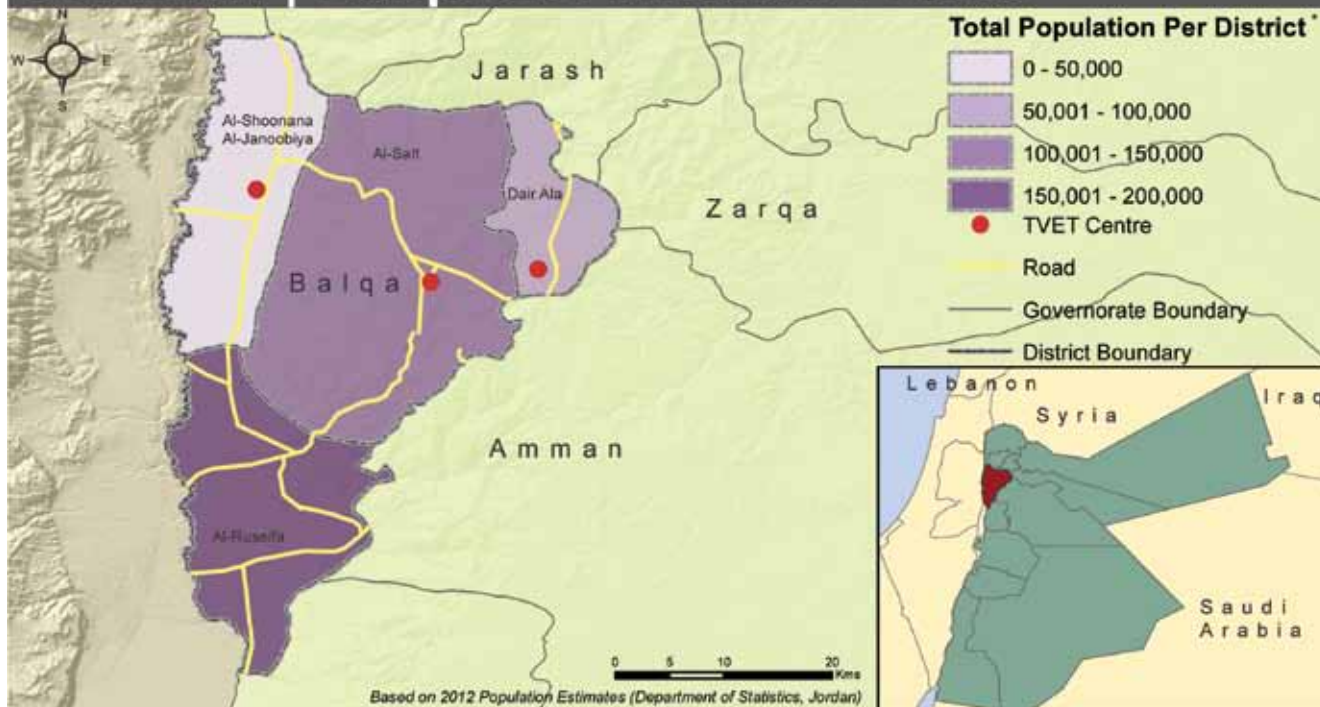 N
W
E
S
Jarash
Al-Shoonana
Al-Janoobiya
Al-Salt
Dair Ala
Zarqa
Balqa
Amman
Al-Ruseifa
Total Population Per District *
0 - 50,000
50,001 - 100,000
100,001 - 150,000
150,001 - 200,000
TVET Centre
Road
Governorate Boundary
District Boundary
Lebanon
Syria
Iraq
Saudi
Arabia
0 5 10 20
Kms
Based on 2012 Population Estimates (Department of Statistics, Jordan)